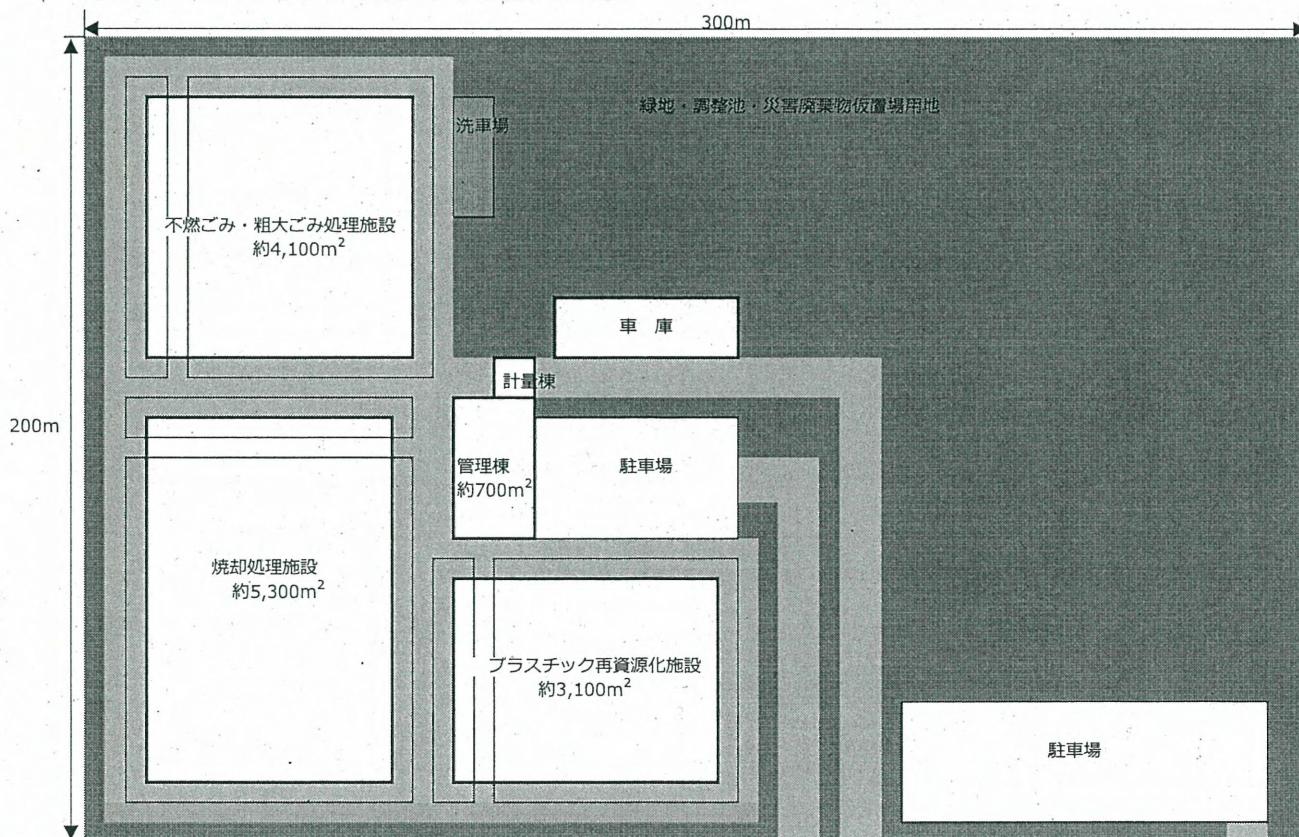 300m
緑地・調整池・災害廃棄物仮置場用地
洗車場
不燃ごみ・粗大ごみ処理施設
約4,100m²
車 庫
計量棟
200m
管理棟
約700m²
駐車場
焼却処理施設
約5,300m²
プラスチック再資源化施設
約3,100m²
駐車場